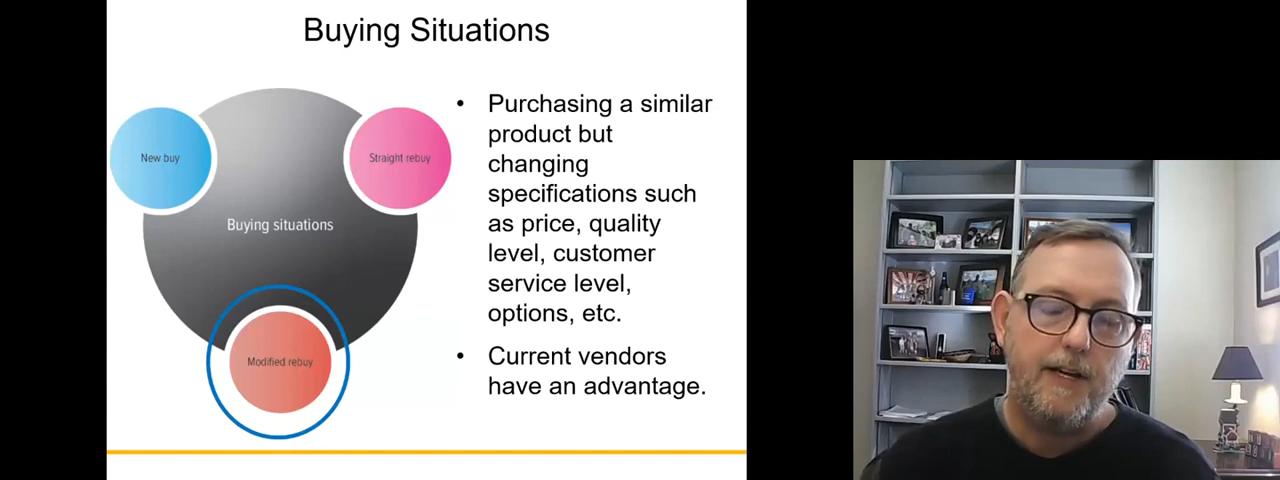 Buying Situations
New buy
Straight rebuy
Buying situations
Modified rebuy
• Purchasing a similar
product but
changing
specifications such
as price, quality
level, customer
service level,
options, etc.
• Current vendors
have an advantage.